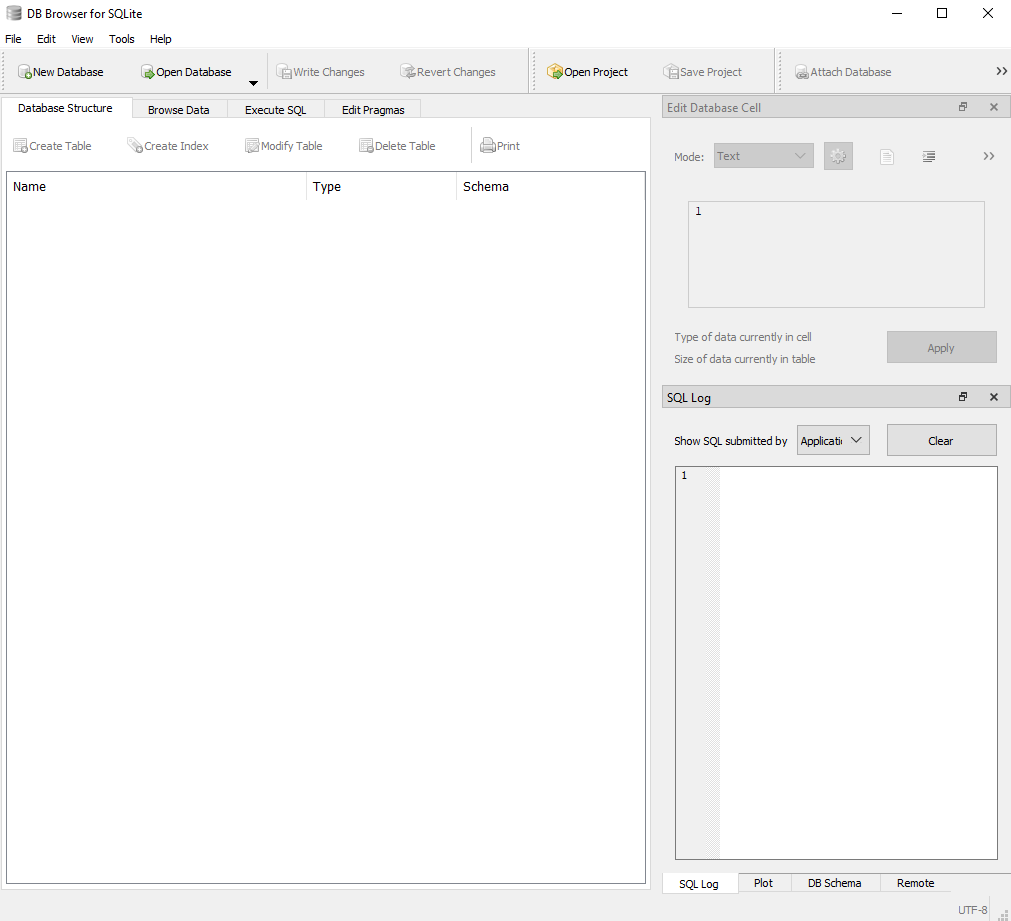 DB Browser for SQLite
File Edit View Tools Help
New Database Open Database Write Changes Revert Changes Open Project Save Project Attach Database
Database Structure Browse Data Execute SQL Edit Pragmas
Edit Database Cell
Create Table Create Index Modify Table Delete Table Print
Mode: Text
Name Type Schema
1
Type of data currently in cell
Size of data currently in table
Apply
SQL Log
Show SQL submitted by Applicati Clear
1
SQL Log Plot DB Schema Remote
UTF-8